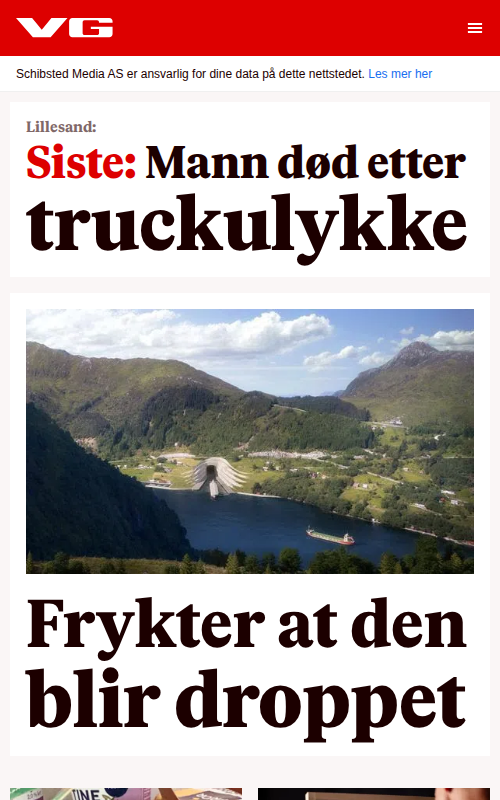 VG
Schibsted Media AS er ansvarlig for dine data på dette nettstedet. Les mer her
Lillesand:
Siste: Mann død etter
truckulykke
Frykter at den
blir droppet
TINE